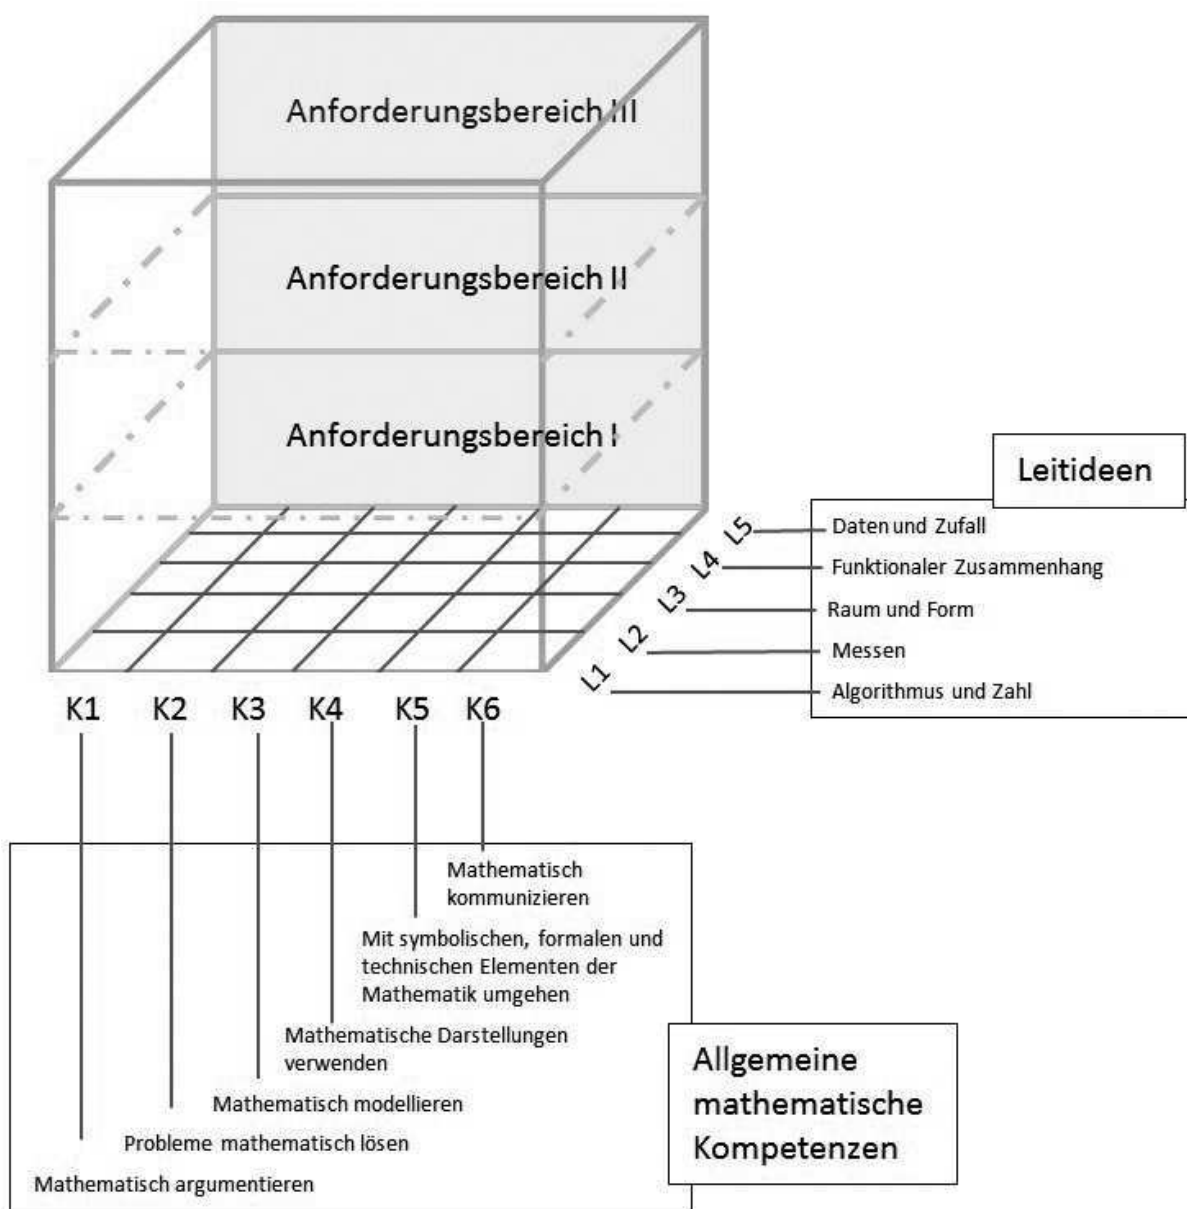 Anforderungsbereich III
Anforderungsbereich II
Anforderungsbereich I
Leitideen
L5
Daten und Zufall
L4
Funktionaler Zusammenhang
L3
Raum und Form
L2
Messen
L1
Algorithmus und Zahl
K1 K2 K3 K4 K5 K6
Mathematisch
kommunizieren
Mit symbolischen, formalen und
technischen Elementen der
Mathematik umgehen
Mathematische Darstellungen
verwenden
Mathematisch modellieren
Probleme mathematisch lösen
Mathematisch argumentieren
Allgemeine
mathematische
Kompetenzen